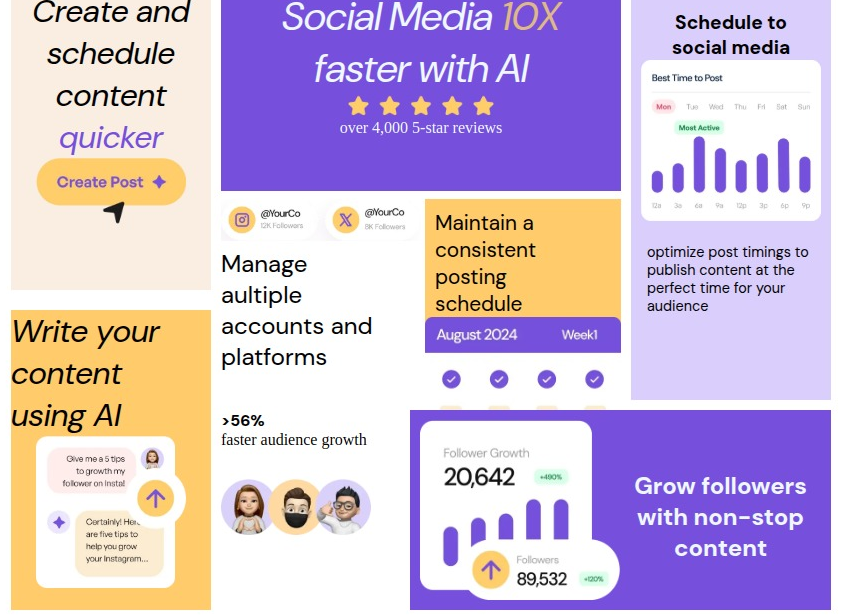 Create and
schedule
content
quicker
Create Post
Social Media 10X
faster with AI
over 4,000 5-star reviews
Schedule to
social media
Best Time to Post
Mon Tue Wed Thu Fri Sat Sun
Most Active
12a 3a 6a 9a 12p 3p 6p 9p
optimize post timings to
publish content at the
perfect time for your
audience
@YourCo
12K Followers
@YourCo
8K Followers
Manage
aultiple
accounts and
platforms
>56%
faster audience growth
Maintain a
consistent
posting
schedule
August 2024 Week1
Write your
content
using AI
Give me a 5 tips
to growth my
follower on Insta!
Certainly! Here
are five tips to
help you grow
your Instagram...
Follower Growth
20,642 +490%
Followers
89,532 +120%
Grow followers
with non-stop
content